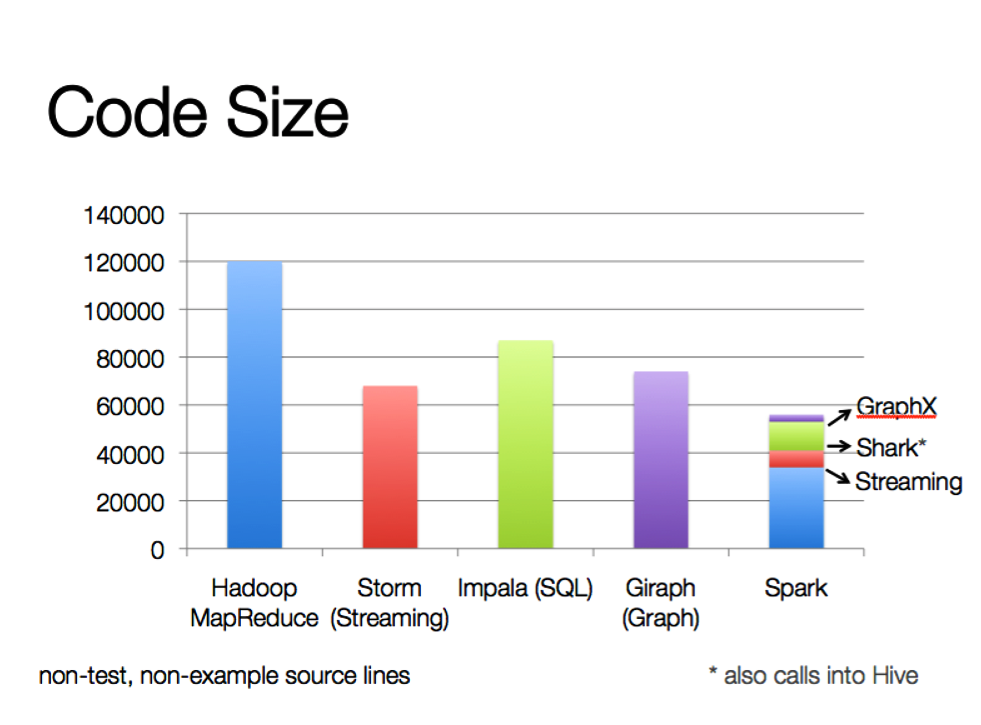 Code Size
140000
120000
100000
80000
60000
40000
20000
0
GraphX
Shark*
Streaming
Hadoop MapReduce
Storm (Streaming)
Impala (SQL)
Giraph (Graph)
Spark
non-test, non-example source lines
* also calls into Hive